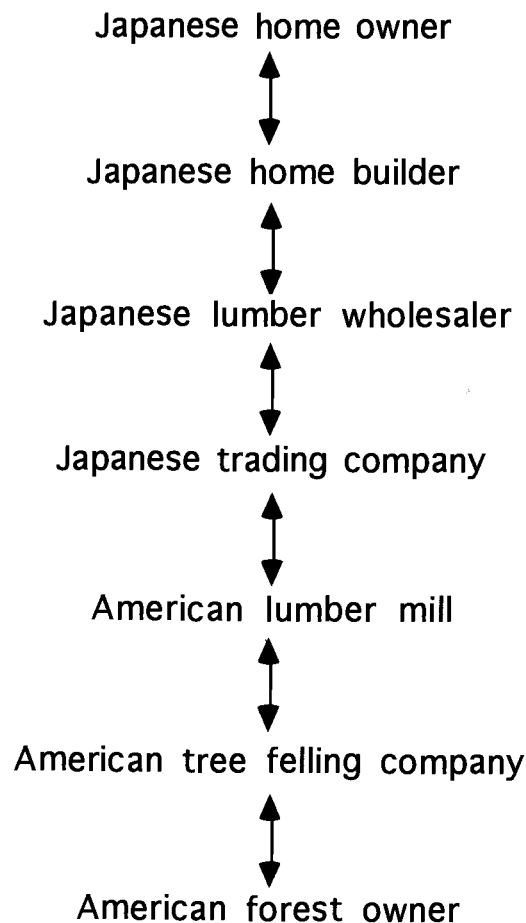 Japanese home owner
Japanese home builder
Japanese lumber wholesaler
Japanese trading company
American lumber mill
American tree felling company
American forest owner